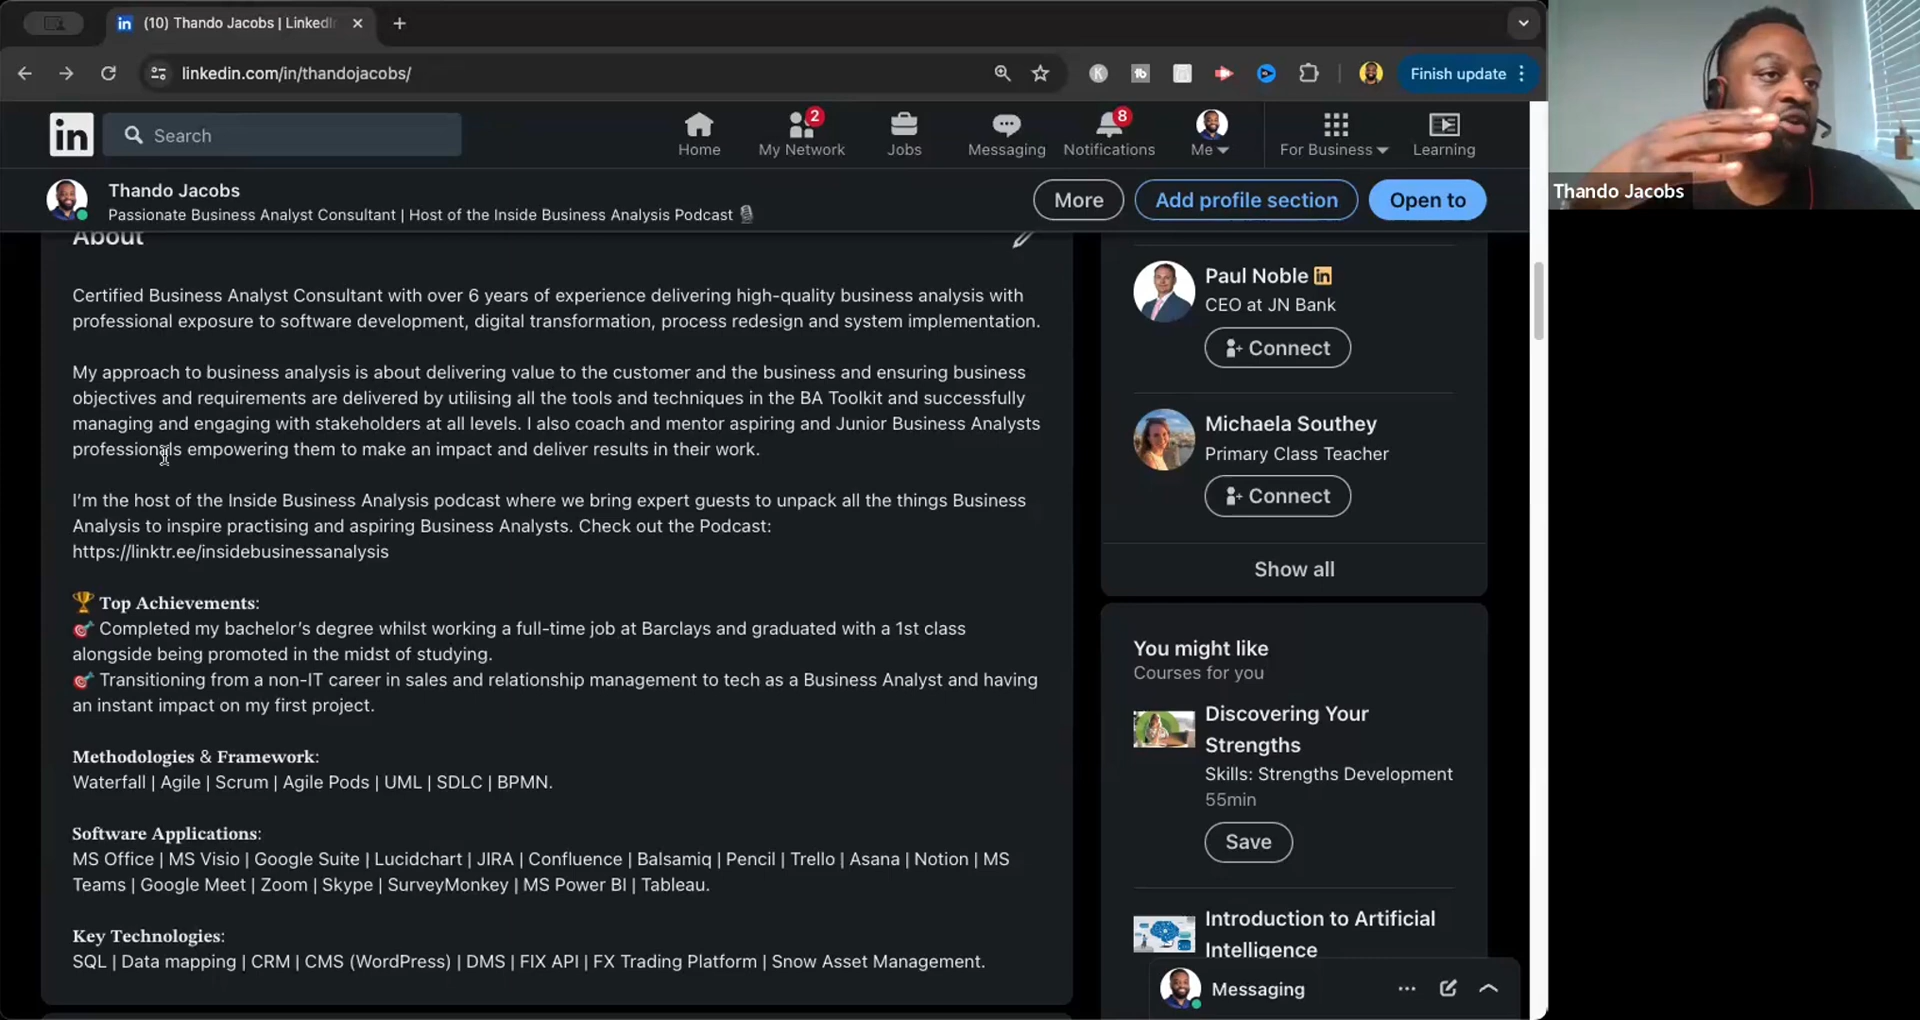 (10) Thando Jacobs | LinkedIn
linkedin.com/in/thandojacobs/
Finish update
in
Search
Home
2
My Network
Jobs
Messaging
8
Notifications
Me
For Business
Learning
Thando Jacobs
Thando Jacobs
Passionate Business Analyst Consultant | Host of the Inside Business Analysis Podcast 🎙️
More
Add profile section
Open to
About
Certified Business Analyst Consultant with over 6 years of experience delivering high-quality business analysis with
professional exposure to software development, digital transformation, process redesign and system implementation.
My approach to business analysis is about delivering value to the customer and the business and ensuring business
objectives and requirements are delivered by utilising all the tools and techniques in the BA Toolkit and successfully
managing and engaging with stakeholders at all levels. I also coach and mentor aspiring and Junior Business Analysts
professionals empowering them to make an impact and deliver results in their work.
I'm the host of the Inside Business Analysis podcast where we bring expert guests to unpack all the things Business
Analysis to inspire practising and aspiring Business Analysts. Check out the Podcast:
https://linktr.ee/insidebusinessanalysis
🏆 Top Achievements:
🎯 Completed my bachelor's degree whilst working a full-time job at Barclays and graduated with a 1st class
alongside being promoted in the midst of studying.
🎯 Transitioning from a non-IT career in sales and relationship management to tech as a Business Analyst and having
an instant impact on my first project.
Methodologies & Framework:
Waterfall | Agile | Scrum | Agile Pods | UML | SDLC | BPMN.
Software Applications:
MS Office | MS Visio | Google Suite | Lucidchart | JIRA | Confluence | Balsamiq | Pencil | Trello | Asana | Notion | MS
Teams | Google Meet | Zoom | Skype | SurveyMonkey | MS Power BI | Tableau.
Key Technologies:
SQL | Data mapping | CRM | CMS (WordPress) | DMS | FIX API | FX Trading Platform | Snow Asset Management.
Paul Noble in
CEO at JN Bank
Connect
Michaela Southey
Primary Class Teacher
Connect
Show all
You might like
Courses for you
Discovering Your
Strengths
Skills: Strengths Development
55min
Save
Introduction to Artificial
Intelligence
Messaging